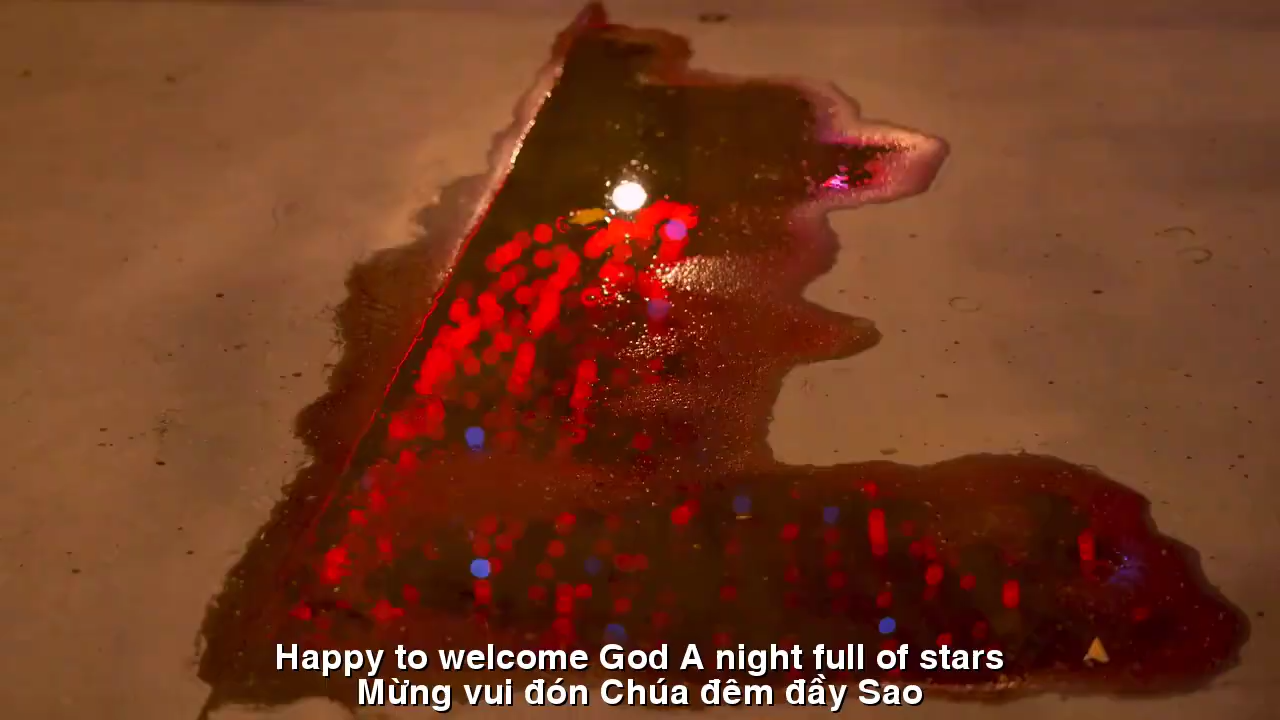 Happy to welcome God A night full of stars
Mừng vui đón Chúa đêm đầy Sao